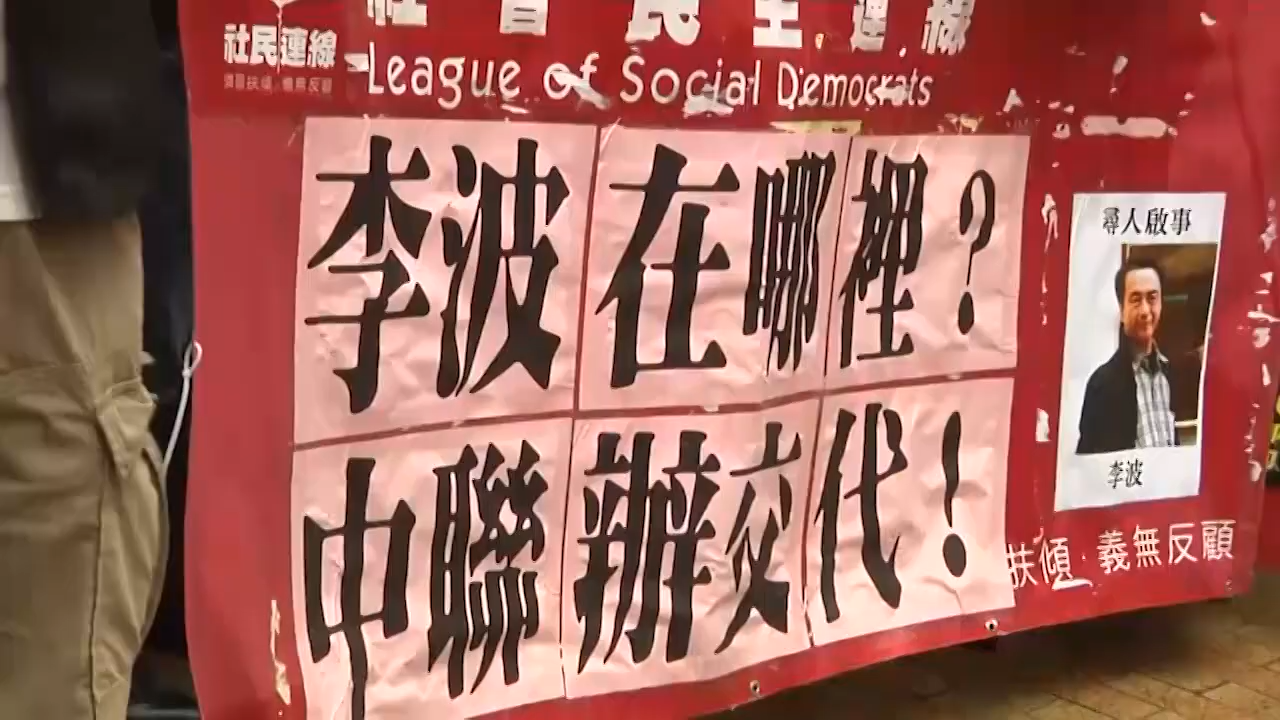 社會民主連線
社民連線
League of Social Democrats
李波在哪裡?
中聯辦交代!
尋人啟事
李波
扶傾 義無反顧